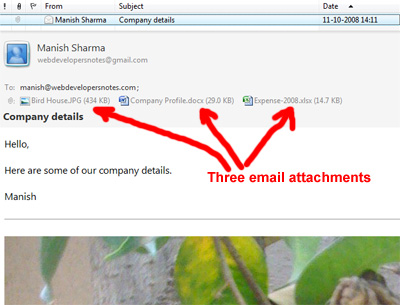 ! From Subject Date
Manish Sharma Company details 11-10-2008 14:11
Manish Sharma
webdevelopersnotes@gmail.com
To: manish@webdevelopersnotes.com;
Bird House.JPG (434 KB) Company Profile.docx (29.0 KB) Expense-2008.xlsx (14.7 KB)
Company details
Hello,
Here are some of our company details.
Three email attachments
Manish